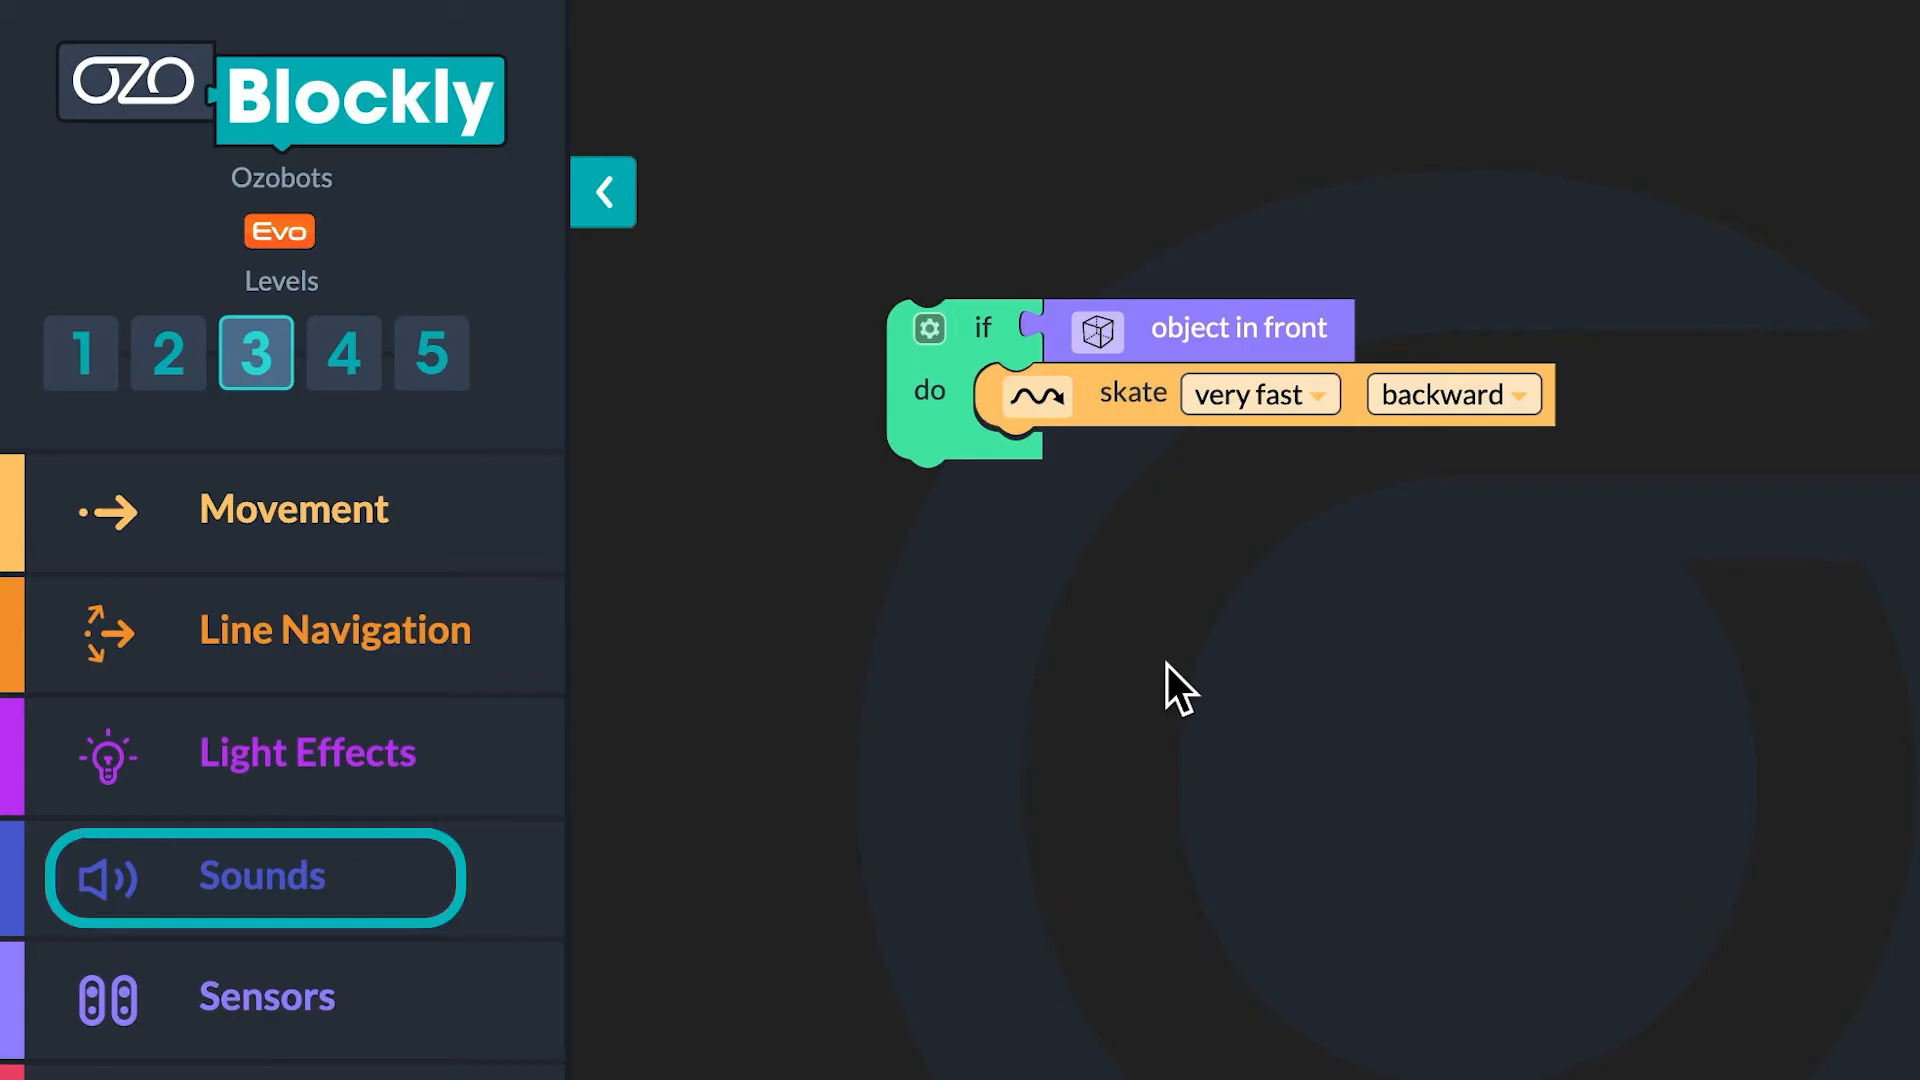 OZO Blockly
Ozobots
Evo
Levels
1 2 3 4 5
Movement
Line Navigation
Light Effects
Sounds
Sensors
if object in front
do skate very fast backward